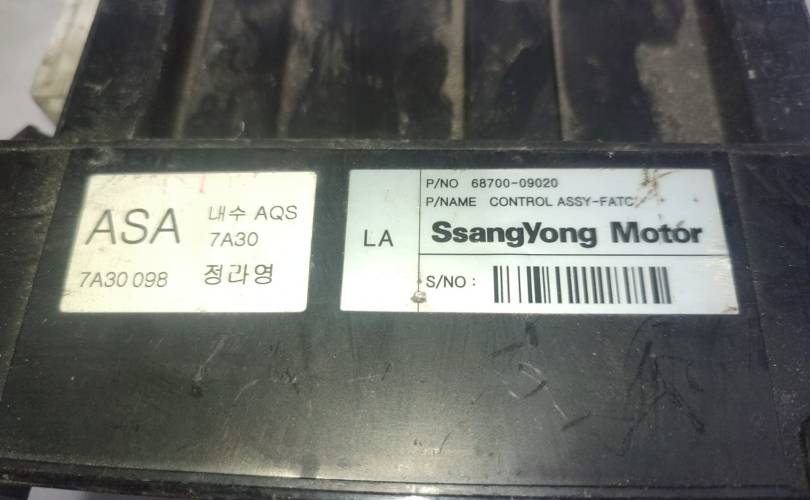 ASA 내수 AQS
7A30
7A30 098 정라영
P/NO 68700-09020
P/NAME CONTROL ASSY-FATC
LA SsangYong Motor
S/NO :